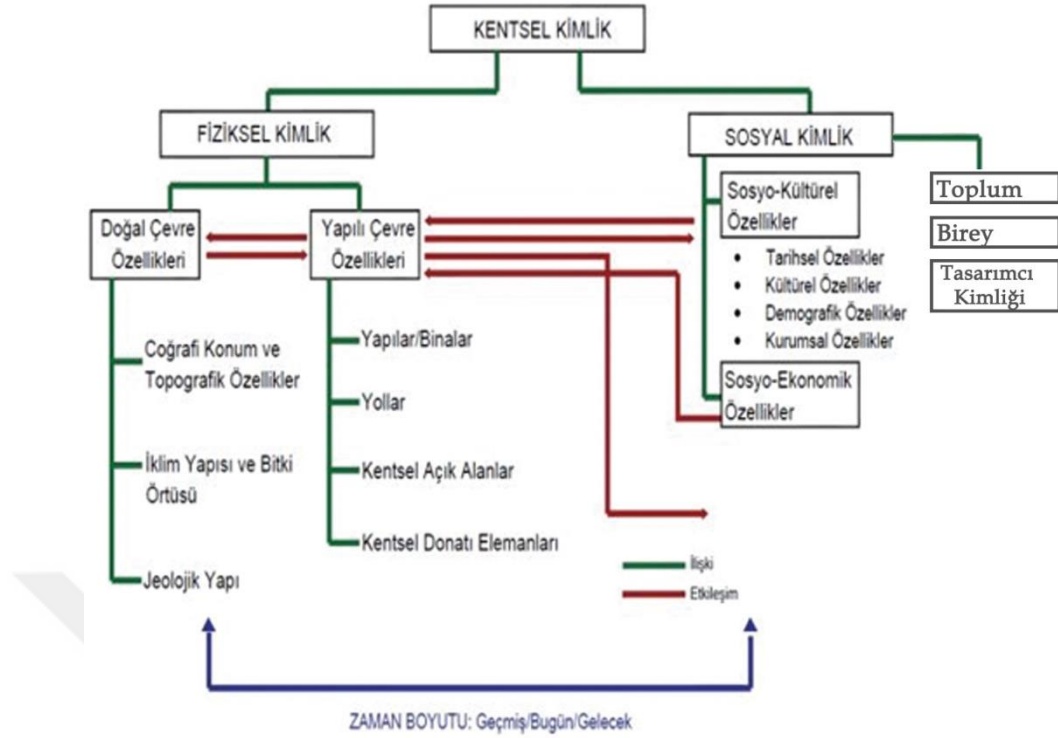 KENTSEL KİMLİK
FİZİKSEL KİMLİK
SOSYAL KİMLİK
Toplum
Birey
Tasarımcı
Kimliği
Doğal Çevre
Özellikleri
Yapılı Çevre
Özellikleri
Sosyo-Kültürel
Özellikler
• Tarihsel Özellikler
• Kültürel Özellikler
• Demografik Özellikler
• Kurumsal Özellikler
Sosyo-Ekonomik
Özellikler
Coğrafi Konum ve
Topografik Özellikler
İklim Yapısı ve Bitki
Örtüsü
Jeolojik Yapı
Yapılar/Binalar
Yollar
Kentsel Açık Alanlar
Kentsel Donatı Elemanları
İlişki
Etkileşim
ZAMAN BOYUTU: Geçmiş/Bugün/Gelecek